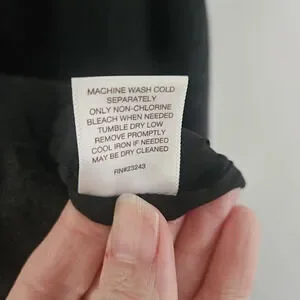 MACHINE WASH COLD
SEPARATELY
ONLY NON-CHLORINE
BLEACH WHEN NEEDED
TUMBLE DRY LOW
REMOVE PROMPTLY
COOL IRON IF NEEDED
MAY BE DRY CLEANED
RN#23243